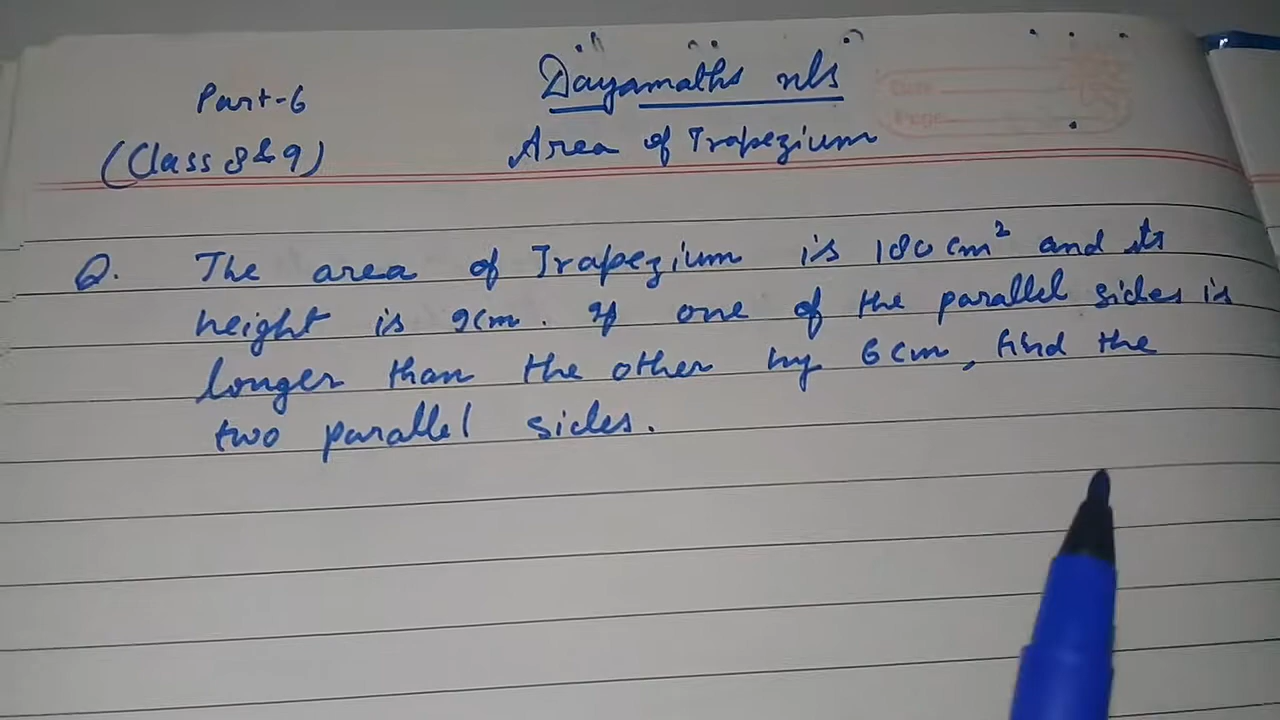 Part-6
Dayamaths nls
(Class 8 & 9)
Area of Trapezium
Q. The area of Trapezium is 180 cm² and its
height is 9cm. If one of the parallel sides is
longer than the other by 6cm, find the
two parallel sides.